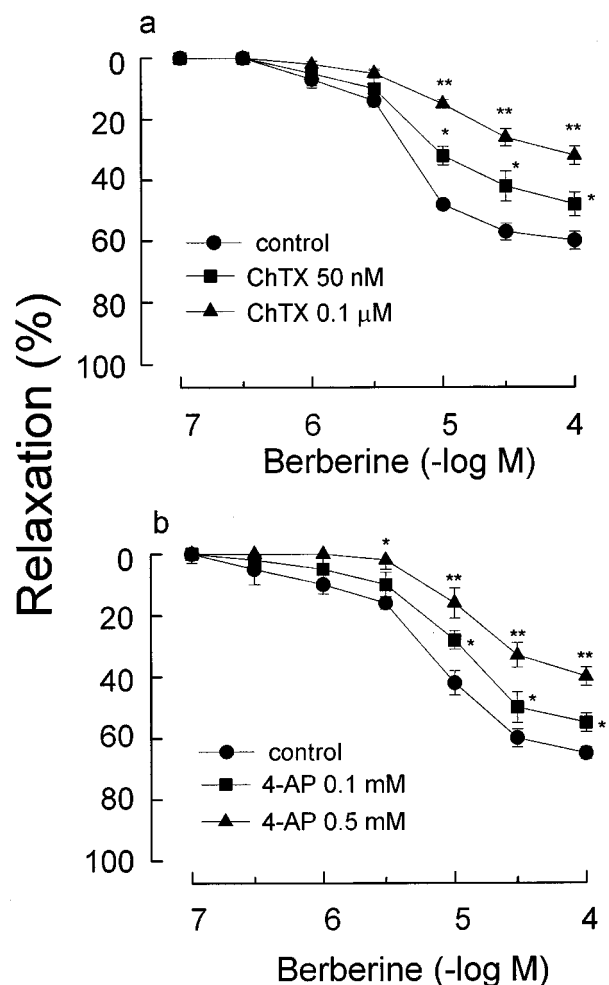 a
0
20
40
60
80
100
**
**
**
*
*
*
control
ChTX 50 nM
ChTX 0.1 μM
7 6 5 4
Berberine (-log M)
Relaxation (%)
b
0
20
40
60
80
100
*
**
**
**
*
*
*
control
4-AP 0.1 mM
4-AP 0.5 mM
7 6 5 4
Berberine (-log M)